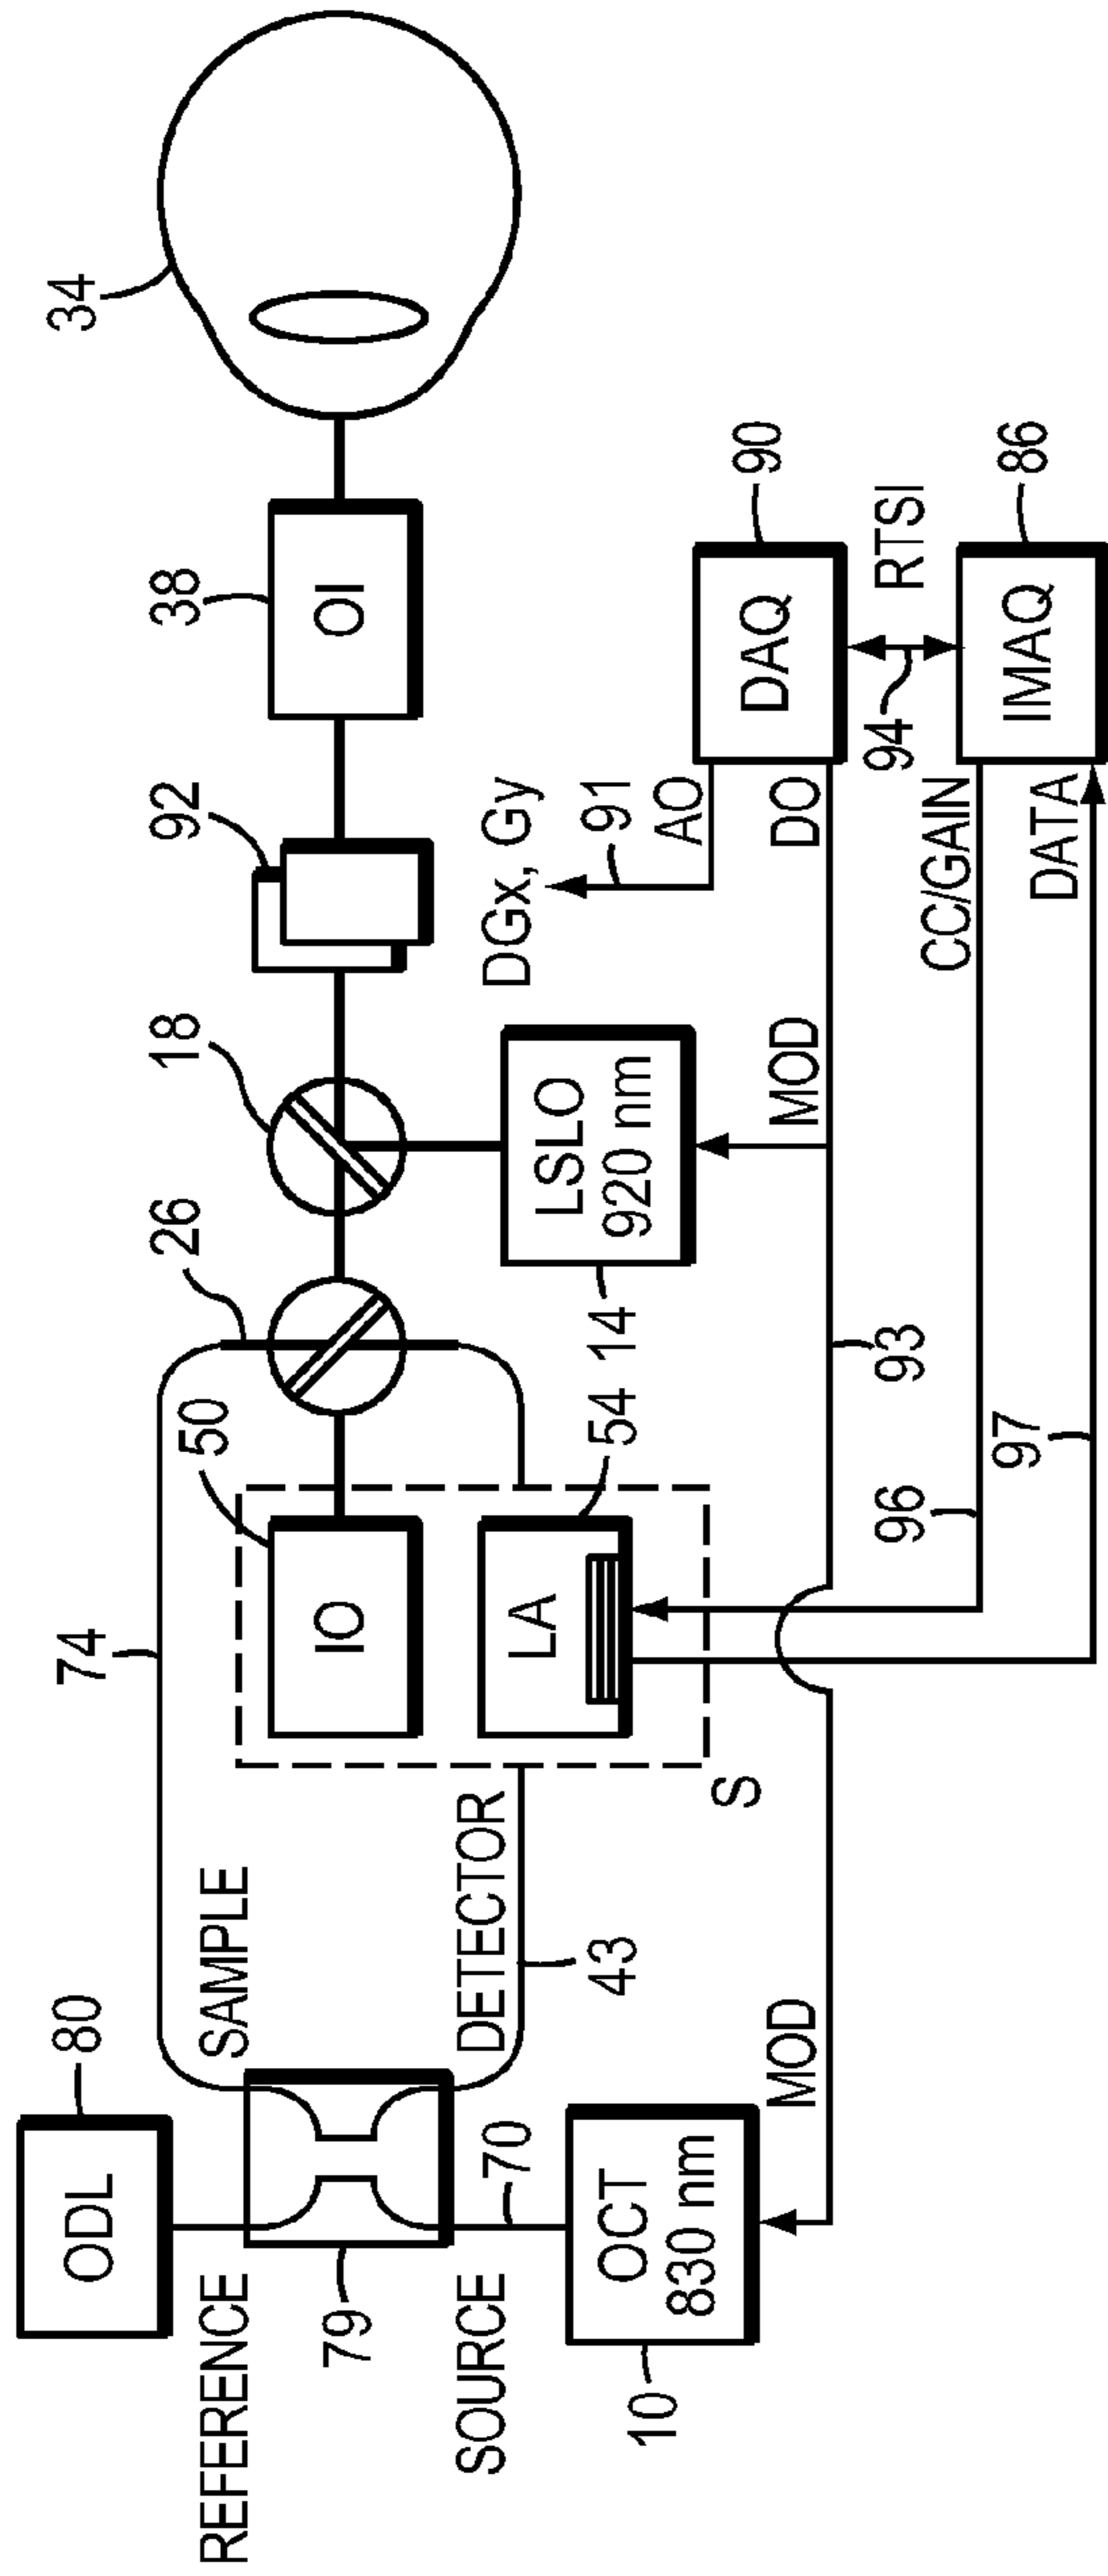 REFERENCE
ODL
80
SAMPLE
74
79
SOURCE
70
DETECTOR
43
10
OCT
830 nm
MOD
S
50
IO
LA
54
26
18
14
LSLO
920 nm
MOD
92
38
OI
34
DGx, Gy
91
AO
DO
DAQ
90
93
94
RTSI
CC/GAIN
DATA
IMAQ
86
96
97